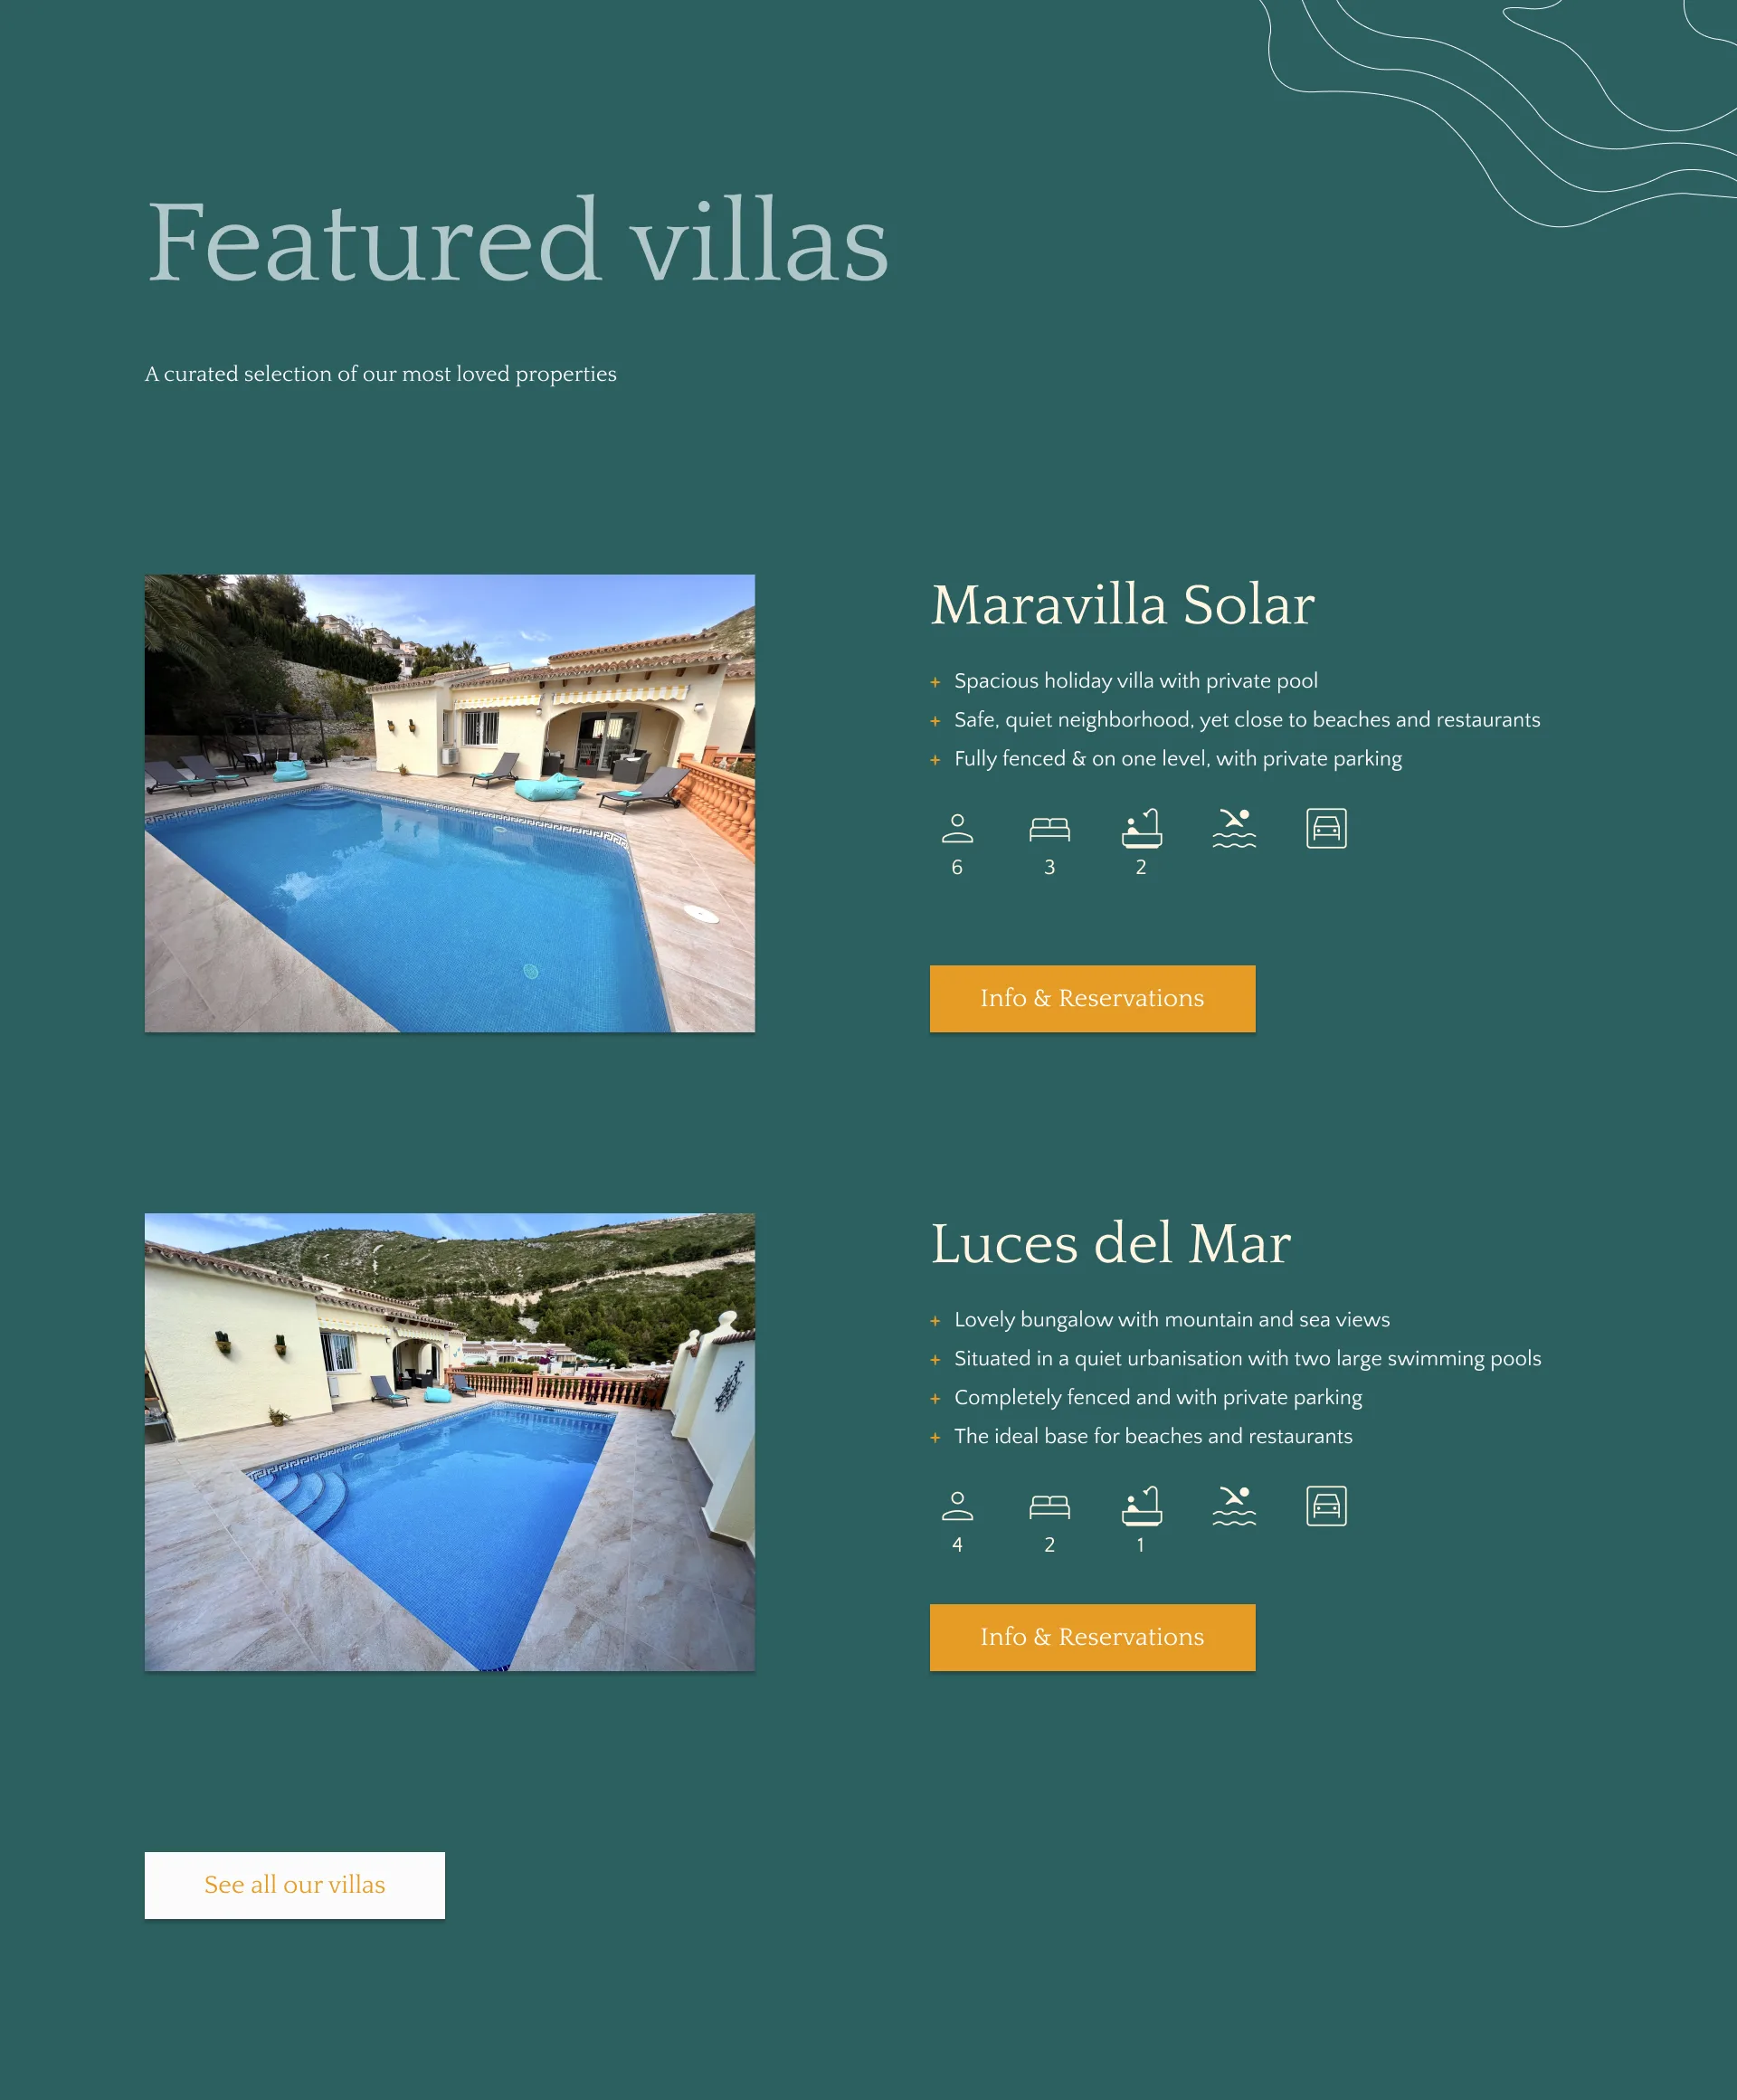 Featured villas
A curated selection of our most loved properties
Maravilla Solar
+ Spacious holiday villa with private pool
+ Safe, quiet neighborhood, yet close to beaches and restaurants
+ Fully fenced & on one level, with private parking
6 3 2
Info & Reservations
Luces del Mar
+ Lovely bungalow with mountain and sea views
+ Situated in a quiet urbanisation with two large swimming pools
+ Completely fenced and with private parking
+ The ideal base for beaches and restaurants
4 2 1
Info & Reservations
See all our villas